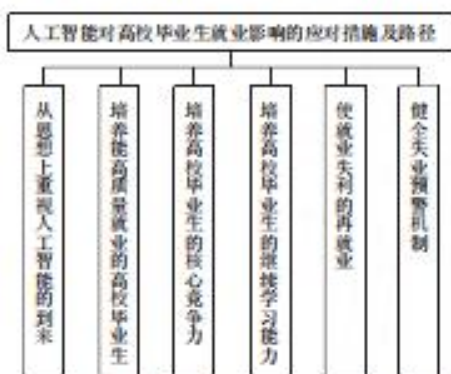 人工智能对高校毕业生就业影响的应对措施及路径
从思想上重视人工智能的到来
培养能高质量就业的高校毕业生
培养高校毕业生的核心竞争力
培养高校毕业生的继续学习能力
使就业失利的再就业
健全失业预警机制